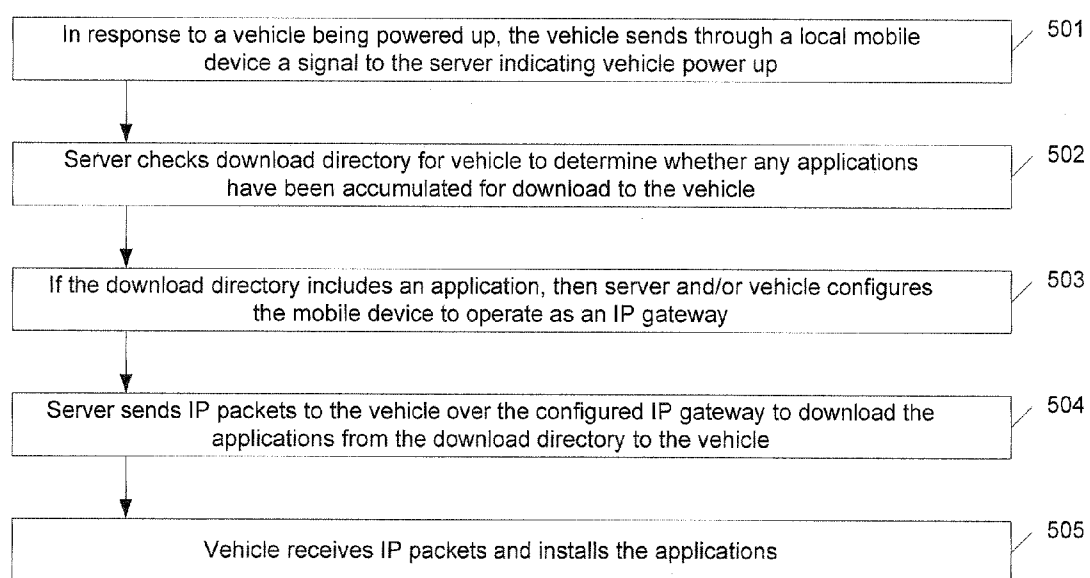 In response to a vehicle being powered up, the vehicle sends through a local mobile
device a signal to the server indicating vehicle power up
501
Server checks download directory for vehicle to determine whether any applications
have been accumulated for download to the vehicle
502
If the download directory includes an application, then server and/or vehicle configures
the mobile device to operate as an IP gateway
503
Server sends IP packets to the vehicle over the configured IP gateway to download the
applications from the download directory to the vehicle
504
Vehicle receives IP packets and installs the applications
505